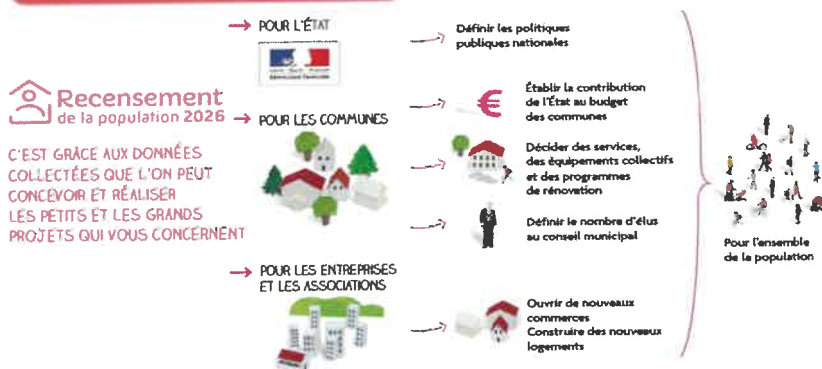 POUR L'ÉTAT
RÉPUBLIQUE FRANÇAISE
Définir les politiques
publiques nationales
Recensement
de la population 2026
C'EST GRÂCE AUX DONNÉES
COLLECTÉES QUE L'ON PEUT
CONCEVOIR ET RÉALISER
LES PETITS ET LES GRANDS
PROJETS QUI VOUS CONCERNENT
POUR LES COMMUNES
€
Établir la contribution
de l'État au budget
des communes
Décider des services,
des équipements collectifs
et des programmes
de rénovation
Définir le nombre d'élus
au conseil municipal
POUR LES ENTREPRISES
ET LES ASSOCIATIONS
Ouvrir de nouveaux
commerces
Construire des nouveaux
logements
Pour l'ensemble
de la population